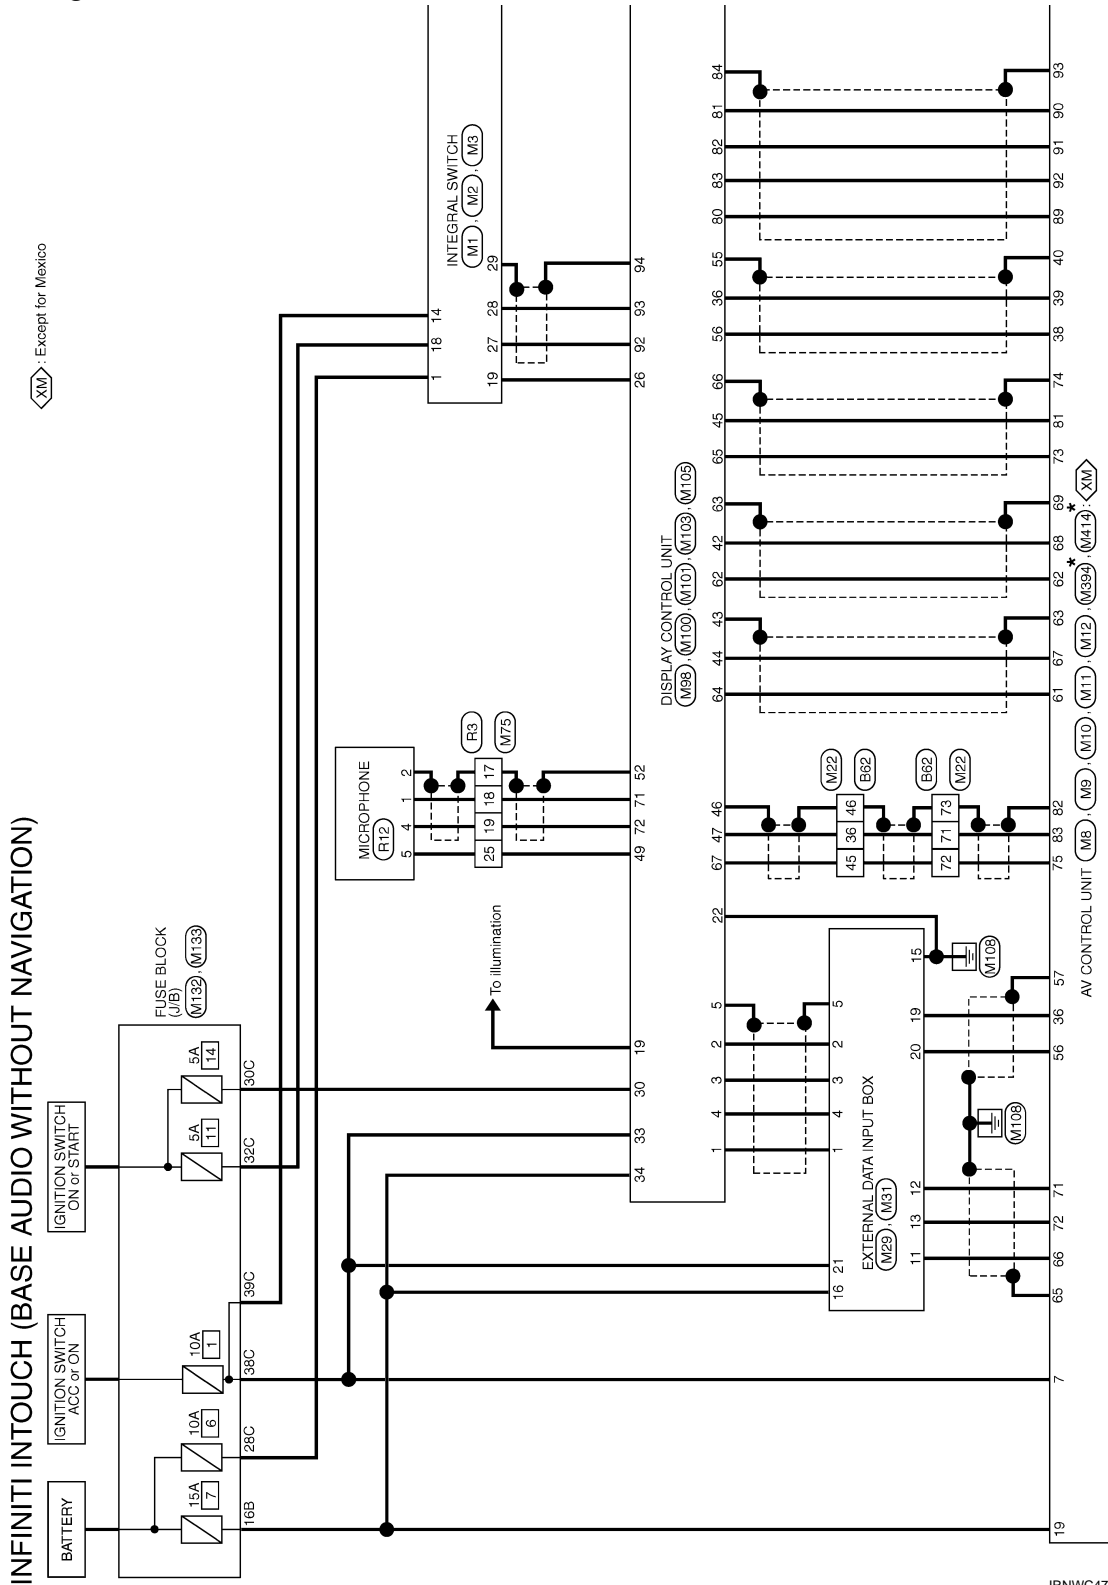 INFINITI INTOUCH (BASE AUDIO WITHOUT NAVIGATION)
XM : Except for Mexico
BATTERY
IGNITION SWITCH
ACC or ON
IGNITION SWITCH
ON or START
FUSE BLOCK
(J/B)
M132 , M133
15A
7
10A
6
10A
1
5A
11
5A
14
16B
28C
38C
39C
32C
30C
To illumination
MICROPHONE
R12
5
4
1
2
25
19
18
17
R3
M75
INTEGRAL SWITCH
M1 , M2 , M3
1
18
14
19
27
28
29
34
33
30
19
49
72
71
52
26
92
93
94
DISPLAY CONTROL UNIT
M98 , M100 , M101 , M103 , M105
1
4
3
2
5
22
67
47
46
64
44
43
62
42
63
65
45
66
56
36
55
80
83
82
81
84
16
21
1
4
3
2
5
EXTERNAL DATA INPUT BOX
M29 , M31
11
13
12
20
19
15
M108
M108
45
36
46
M22
B62
72
71
73
B62
M22
19
7
65
66
72
71
56
36
57
75
83
82
61
67
63
62
68
69
73
81
74
38
39
40
89
92
91
90
93
AV CONTROL UNIT
M8 , M9 , M10 , M11 , M12 , M394* , M414* : XM